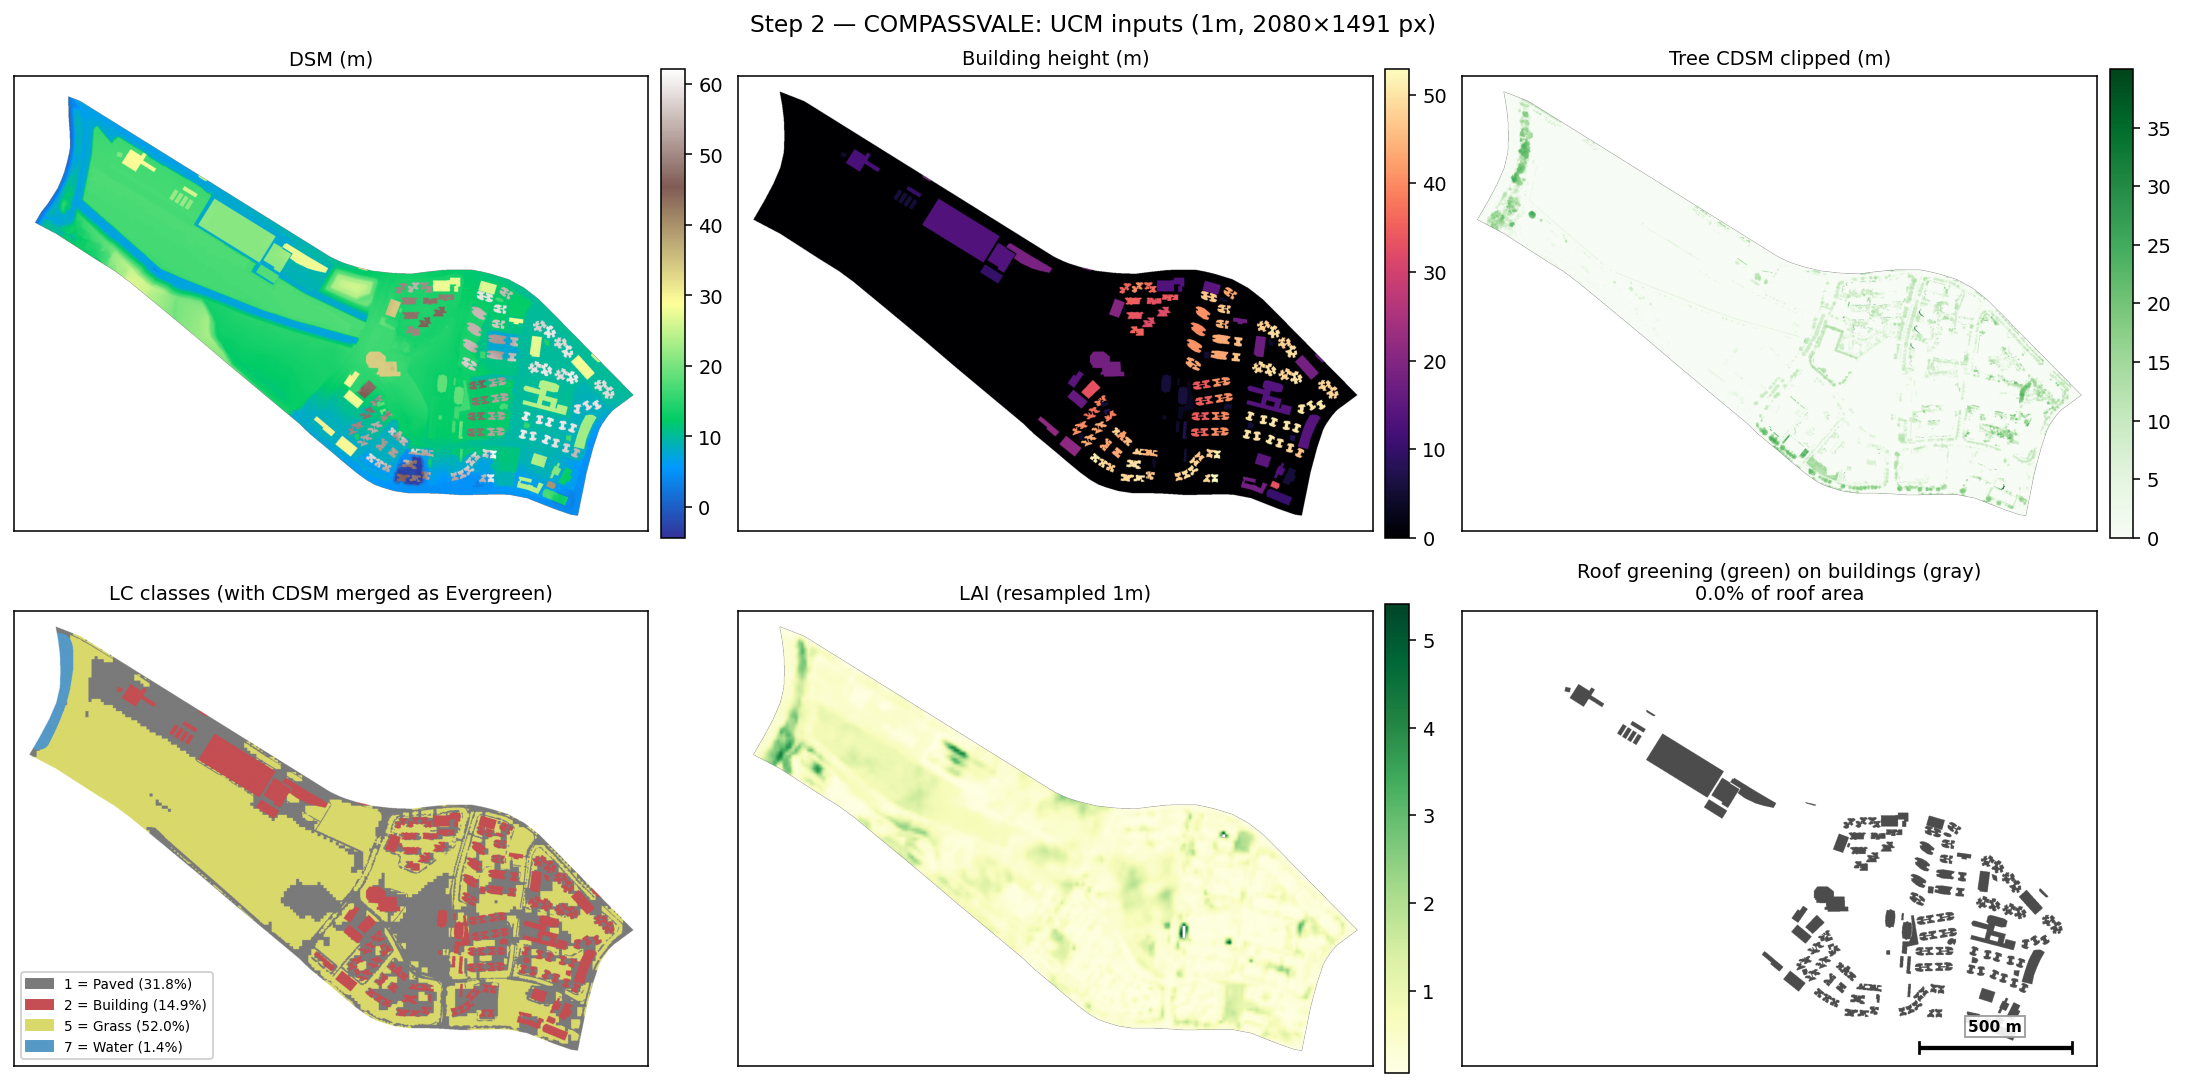 Step 2 — COMPASSVALE: UCM inputs (1m, 2080×1491 px)
DSM (m)
60
50
40
30
20
10
0
Building height (m)
50
40
30
20
10
0
Tree CDSM clipped (m)
35
30
25
20
15
10
5
0
LC classes (with CDSM merged as Evergreen)
1 = Paved (31.8%)
2 = Building (14.9%)
5 = Grass (52.0%)
7 = Water (1.4%)
LAI (resampled 1m)
5
4
3
2
1
Roof greening (green) on buildings (gray)
0.0% of roof area
500 m